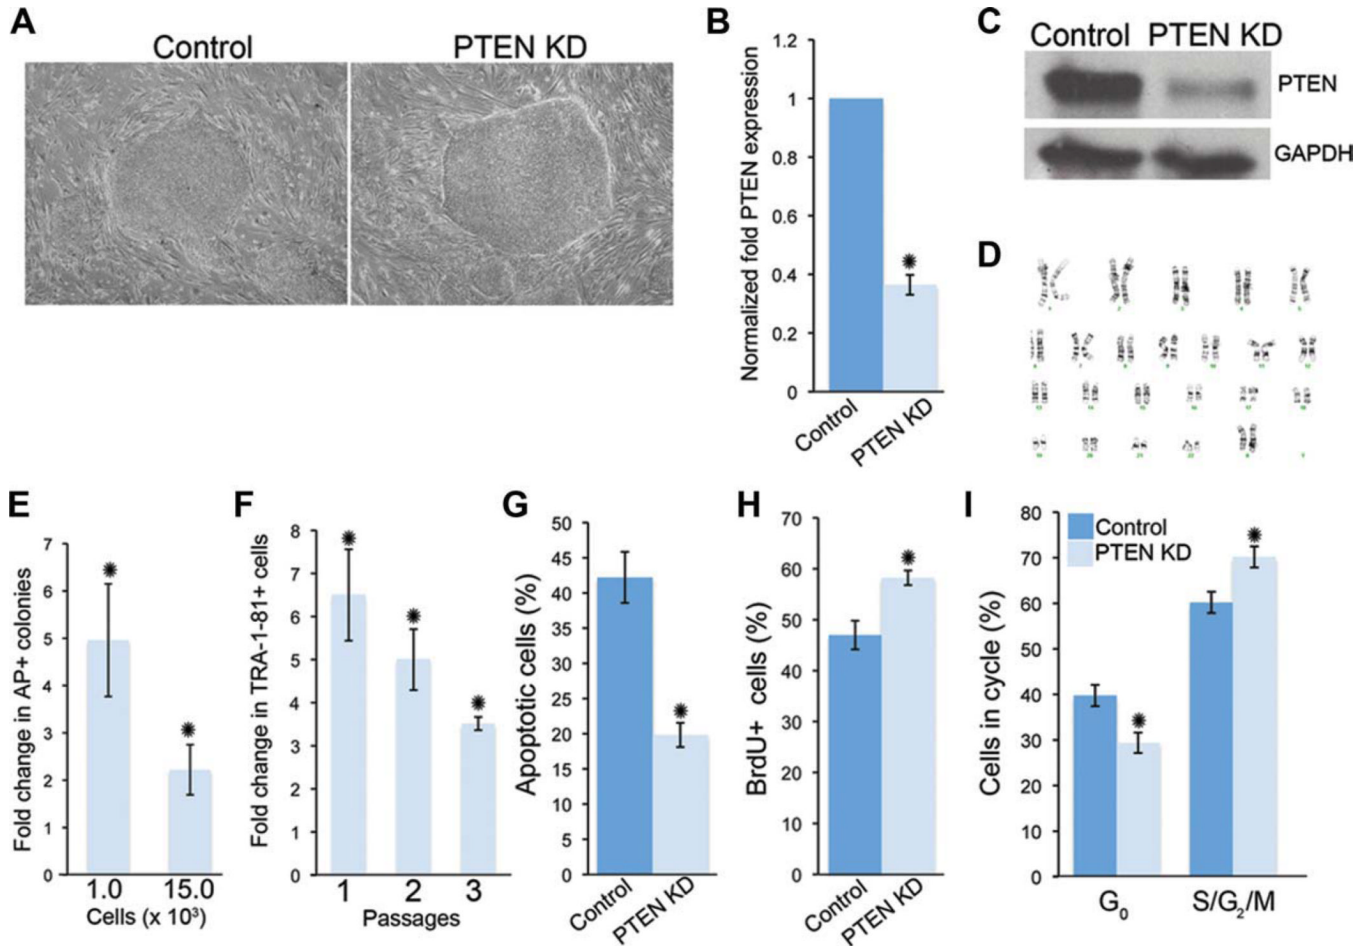 A
Control
PTEN KD
B
Normalized fold PTEN expression
1.2
1
0.8
0.6
0.4
0.2
0
Control
PTEN KD
C
Control PTEN KD
PTEN
GAPDH
D
E
Fold change in AP+ colonies
7
6
5
4
3
2
1
0
1.0 15.0
Cells (x 10³)
F
Fold change in TRA-1-81+ cells
8
7
6
5
4
3
2
1
0
1 2 3
Passages
G
Apoptotic cells (%)
50
45
40
35
30
25
20
15
10
5
0
Control
PTEN KD
H
BrdU+ cells (%)
70
60
50
40
30
20
10
0
Control
PTEN KD
I
Cells in cycle (%)
80
70
60
50
40
30
20
10
0
Control
PTEN KD
G₀ S/G₂/M